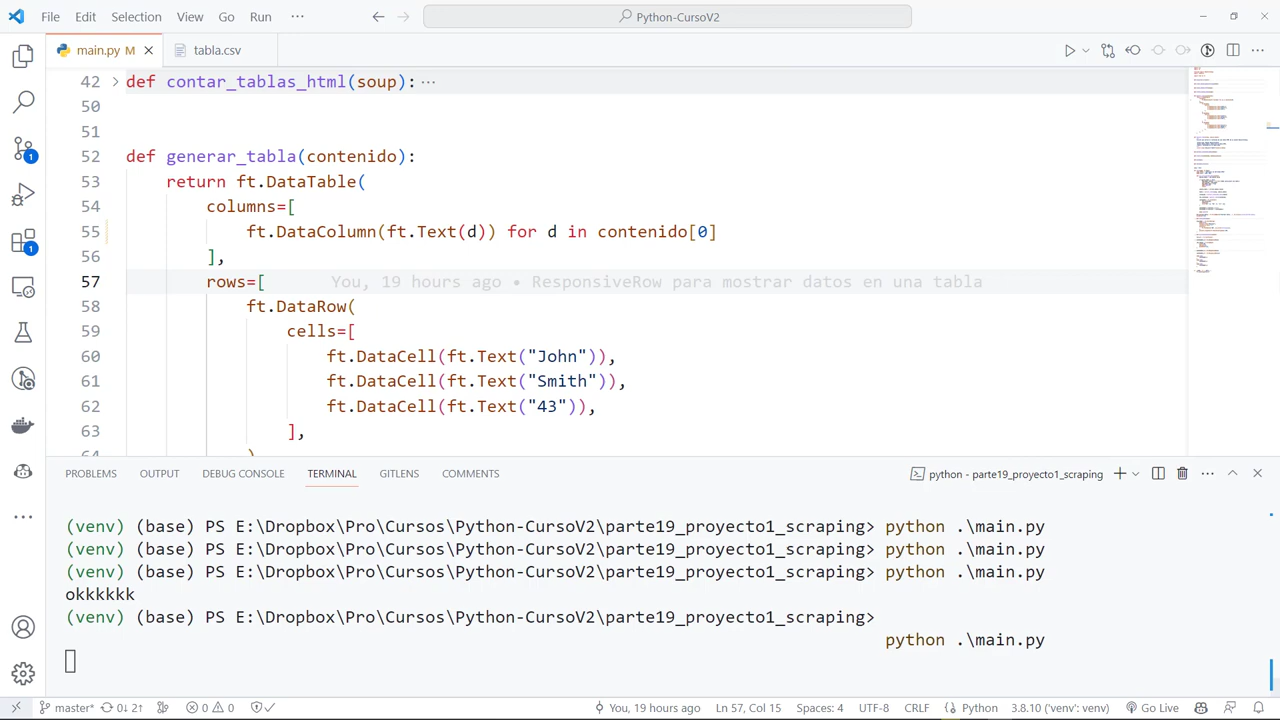 File Edit Selection View Go Run ··· Python-CursoV2
main.py M tabla.csv
42 def contar_tablas_html(soup):···
50
51
52 def generar_tabla(contenido):
53 return ft.DataTable(
54 columns=[
55 ft.DataColumn(ft.Text(d)) for d in contenido[0]
56 ],
57 rows=[ You, 19 hours ago
58 ft.DataRow(
59 cells=[
60 ft.DataCell(ft.Text("John")),
61 ft.DataCell(ft.Text("Smith")),
62 ft.DataCell(ft.Text("43")),
63 ],
64 )
PROBLEMS OUTPUT DEBUG CONSOLE TERMINAL GITLENS COMMENTS python - parte19_proyecto1_scraping
(venv) (base) PS E:\Dropbox\Pro\Cursos\Python-CursoV2\parte19_proyecto1_scraping> python .\main.py
(venv) (base) PS E:\Dropbox\Pro\Cursos\Python-CursoV2\parte19_proyecto1_scraping> python .\main.py
(venv) (base) PS E:\Dropbox\Pro\Cursos\Python-CursoV2\parte19_proyecto1_scraping> python .\main.py
okkkkkk
(venv) (base) PS E:\Dropbox\Pro\Cursos\Python-CursoV2\parte19_proyecto1_scraping>
python .\main.py
master* 0↓ 2↑ 0 0 You, 19 hours ago Ln 57, Col 15 Spaces: 4 UTF-8 CRLF Python 3.8.10 ('venv': venv) Go Live